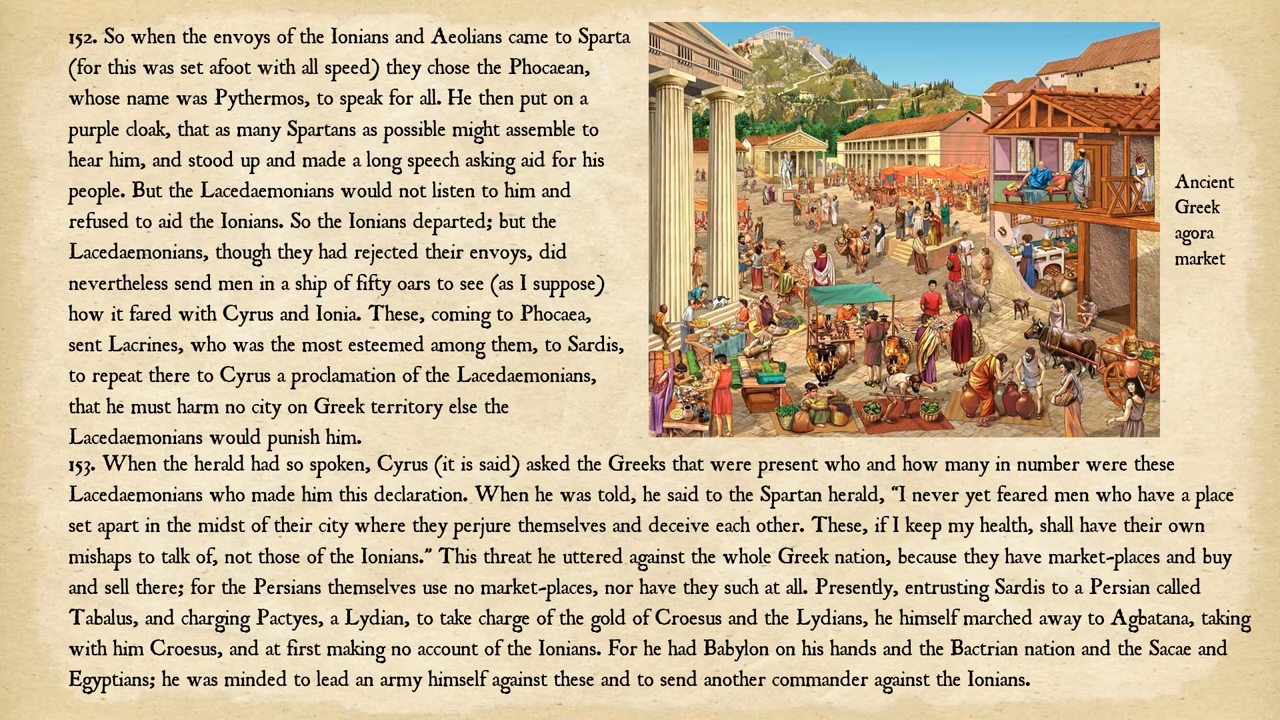 152. So when the envoys of the Ionians and Aeolians came to Sparta
(for this was set afoot with all speed) they chose the Phocaean,
whose name was Pythermos, to speak for all. He then put on a
purple cloak, that as many Spartans as possible might assemble to
hear him, and stood up and made a long speech asking aid for his
people. But the Lacedaemonians would not listen to him and
refused to aid the Ionians. So the Ionians departed; but the
Lacedaemonians, though they had rejected their envoys, did
nevertheless send men in a ship of fifty oars to see (as I suppose)
how it fared with Cyrus and Ionia. These, coming to Phocaea,
sent Lacrines, who was the most esteemed among them, to Sardis,
to repeat there to Cyrus a proclamation of the Lacedaemonians,
that he must harm no city on Greek territory else the
Lacedaemonians would punish him.
Ancient
Greek
agora
market
153. When the herald had so spoken, Cyrus (it is said) asked the Greeks that were present who and how many in number were these
Lacedaemonians who made him this declaration. When he was told, he said to the Spartan herald, "I never yet feared men who have a place
set apart in the midst of their city where they perjure themselves and deceive each other. These, if I keep my health, shall have their own
mishaps to talk of, not those of the Ionians." This threat he uttered against the whole Greek nation, because they have market-places and buy
and sell there; for the Persians themselves use no market-places, nor have they such at all. Presently, entrusting Sardis to a Persian called
Tabalus, and charging Pactyes, a Lydian, to take charge of the gold of Croesus and the Lydians, he himself marched away to Agbatana, taking
with him Croesus, and at first making no account of the Ionians. For he had Babylon on his hands and the Bactrian nation and the Sacae and
Egyptians; he was minded to lead an army himself against these and to send another commander against the Ionians.